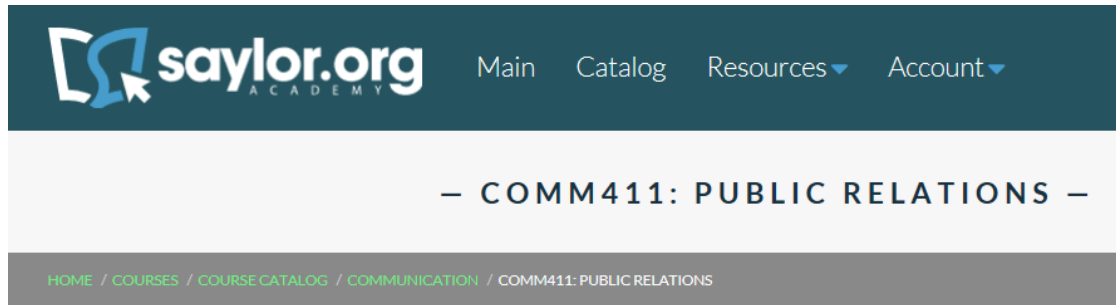 saylor.org Main Catalog Resources Account
ACADEMY
— COMM411: PUBLIC RELATIONS —
HOME / COURSES / COURSE CATALOG / COMMUNICATION / COMM411: PUBLIC RELATIONS